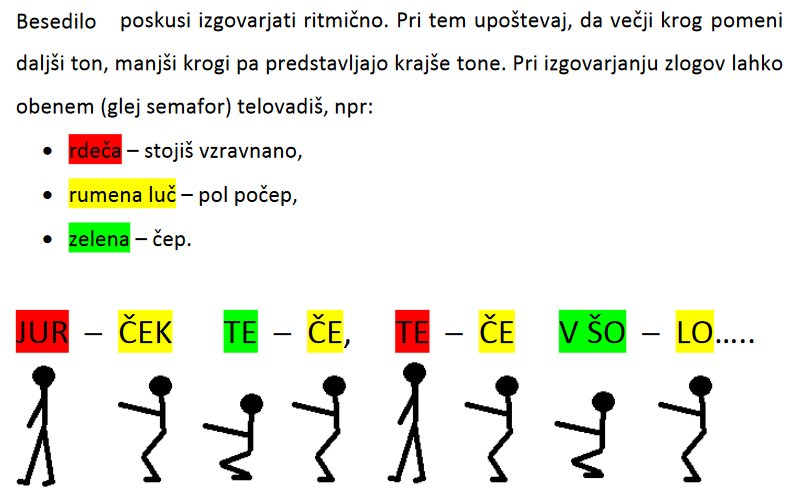 Besedilo poskusi izgovarjati ritmično. Pri tem upoštevaj, da večji krog pomeni
daljši ton, manjši krogi pa predstavljajo krajše tone. Pri izgovarjanju zlogov lahko
obenem (glej semafor) telovadiš, npr:
• rdeča – stojiš vzravnano,
• rumena luč – pol počep,
• zelena – čep.
JUR – ČEK TE – ČE, TE – ČE V ŠO – LO…..